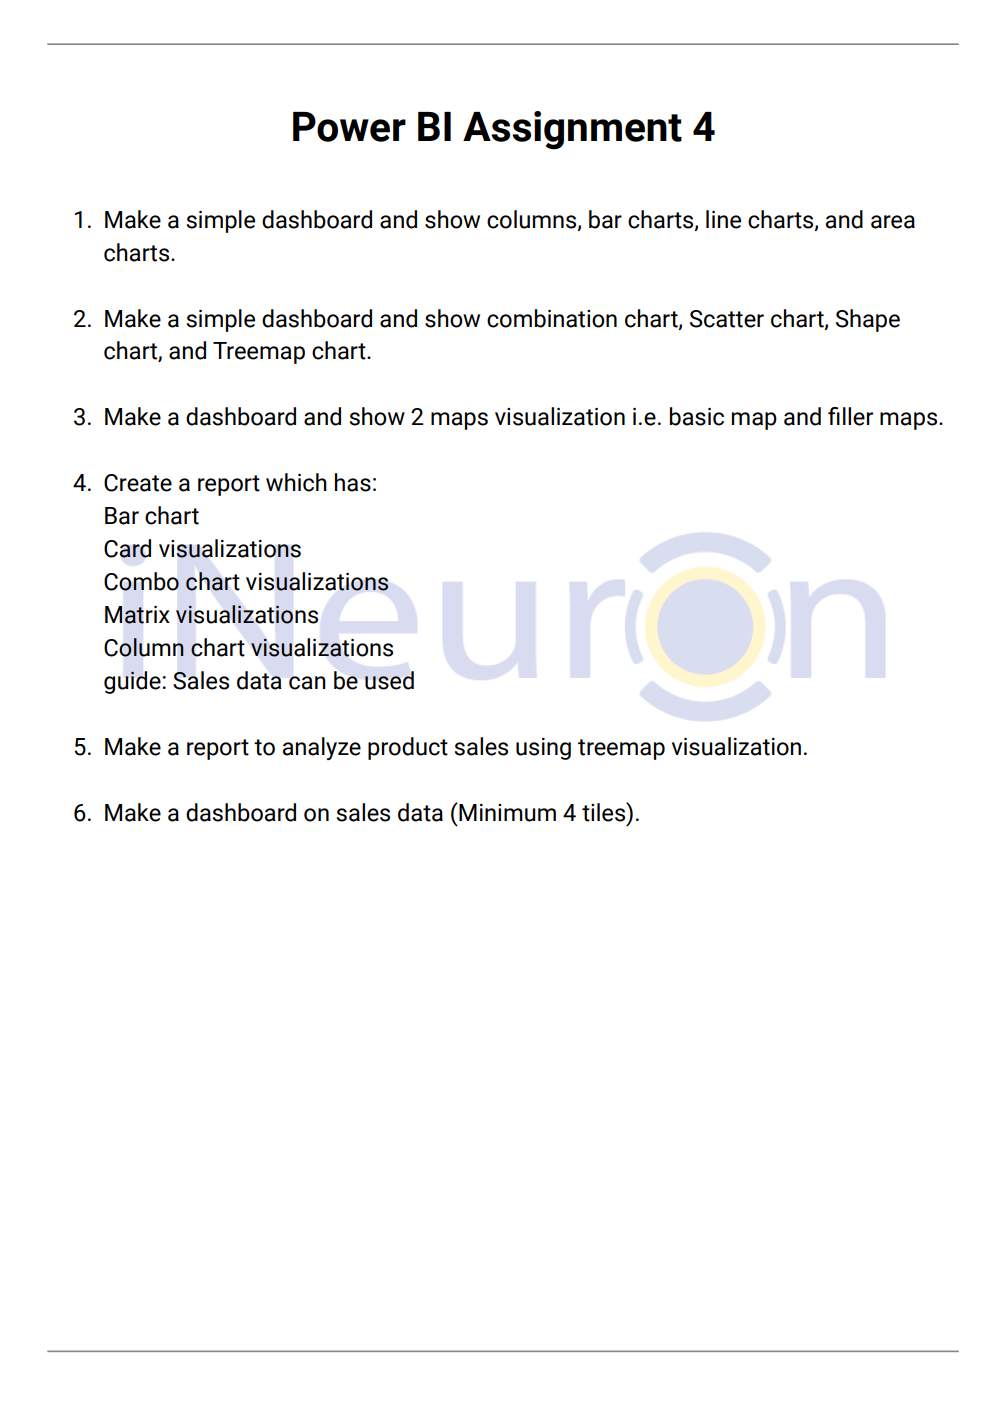 Power BI Assignment 4
1. Make a simple dashboard and show columns, bar charts, line charts, and area
charts.
2. Make a simple dashboard and show combination chart, Scatter chart, Shape
chart, and Treemap chart.
3. Make a dashboard and show 2 maps visualization i.e. basic map and filler maps.
4. Create a report which has:
Bar chart
Card visualizations
Combo chart visualizations
Matrix visualizations
Column chart visualizations
guide: Sales data can be used
iNeuron
5. Make a report to analyze product sales using treemap visualization.
6. Make a dashboard on sales data (Minimum 4 tiles).